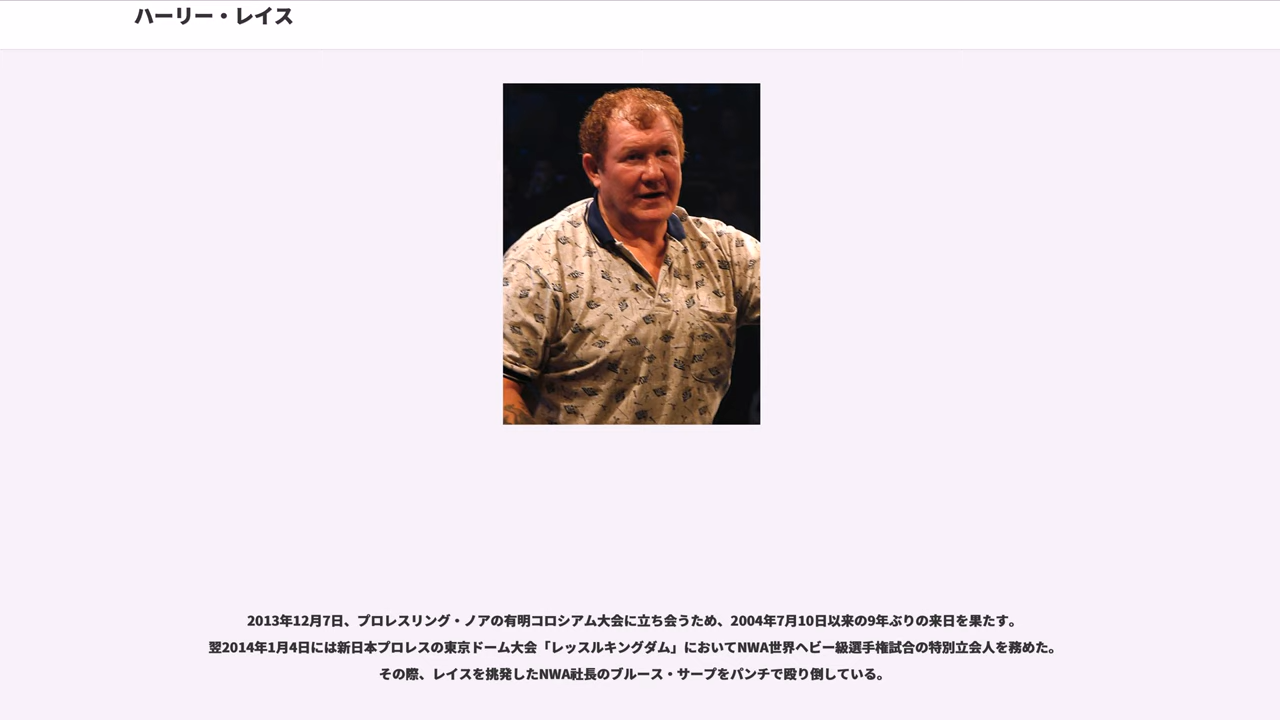 ハーリー・レイス
2013年12月7日、プロレスリング・ノアの有明コロシアム大会に立ち会うため、2004年7月10日以来の9年ぶりの来日を果たす。
翌2014年1月4日には新日本プロレスの東京ドーム大会「レッスルキングダム」においてNWA世界ヘビー級選手権試合の特別立会人を務めた。
その際、レイスを挑発したNWA社長のブルース・サープをパンチで殴り倒している。